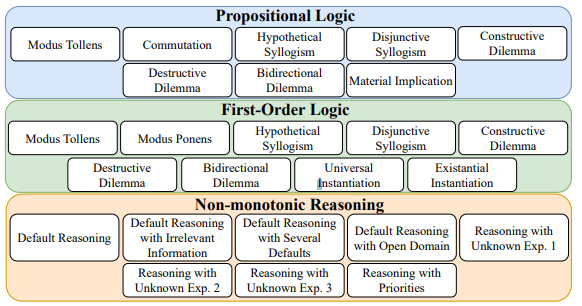 Propositional Logic
Modus Tollens
Commutation
Hypothetical
Syllogism
Disjunctive
Syllogism
Constructive
Dilemma
Destructive
Dilemma
Bidirectional
Dilemma
Material Implication
First-Order Logic
Modus Tollens
Modus Ponens
Hypothetical
Syllogism
Disjunctive
Syllogism
Constructive
Dilemma
Destructive
Dilemma
Bidirectional
Dilemma
Universal
Instantiation
Existantial
Instantiation
Non-monotonic Reasoning
Default Reasoning
Default Reasoning
with Irrelevant
Information
Default Reasoning
with Several
Defaults
Default Reasoning
with Open Domain
Reasoning with
Unknown Exp. 1
Reasoning with
Unknown Exp. 2
Reasoning with
Unknown Exp. 3
Reasoning with
Priorities